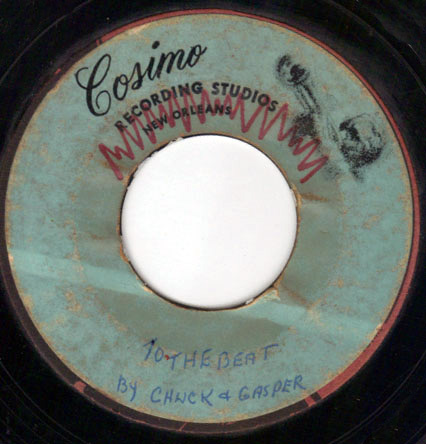 Cosimo
RECORDING STUDIOS
NEW ORLEANS
TO THE BEAT
BY CHUCK & GASPER